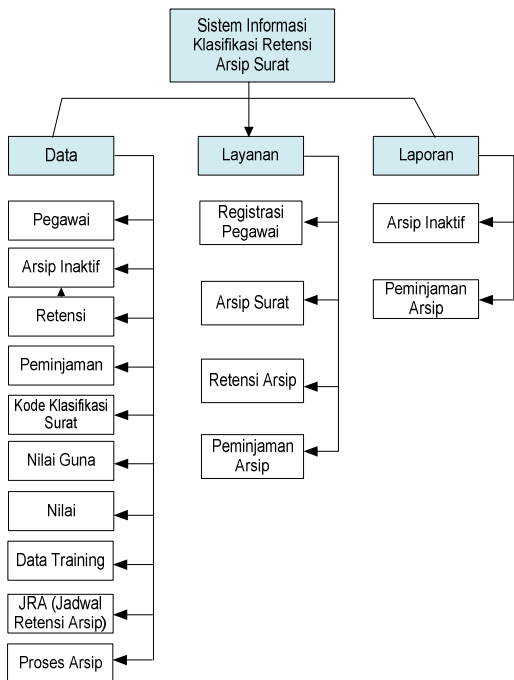 Sistem Informasi
Klasifikasi Retensi
Arsip Surat
Data
Pegawai
Arsip Inaktif
Retensi
Peminjaman
Kode Klasifikasi
Surat
Nilai Guna
Nilai
Data Training
JRA (Jadwal
Retensi Arsip)
Proses Arsip
Layanan
Registrasi
Pegawai
Arsip Surat
Retensi Arsip
Peminjaman
Arsip
Laporan
Arsip Inaktif
Peminjaman
Arsip